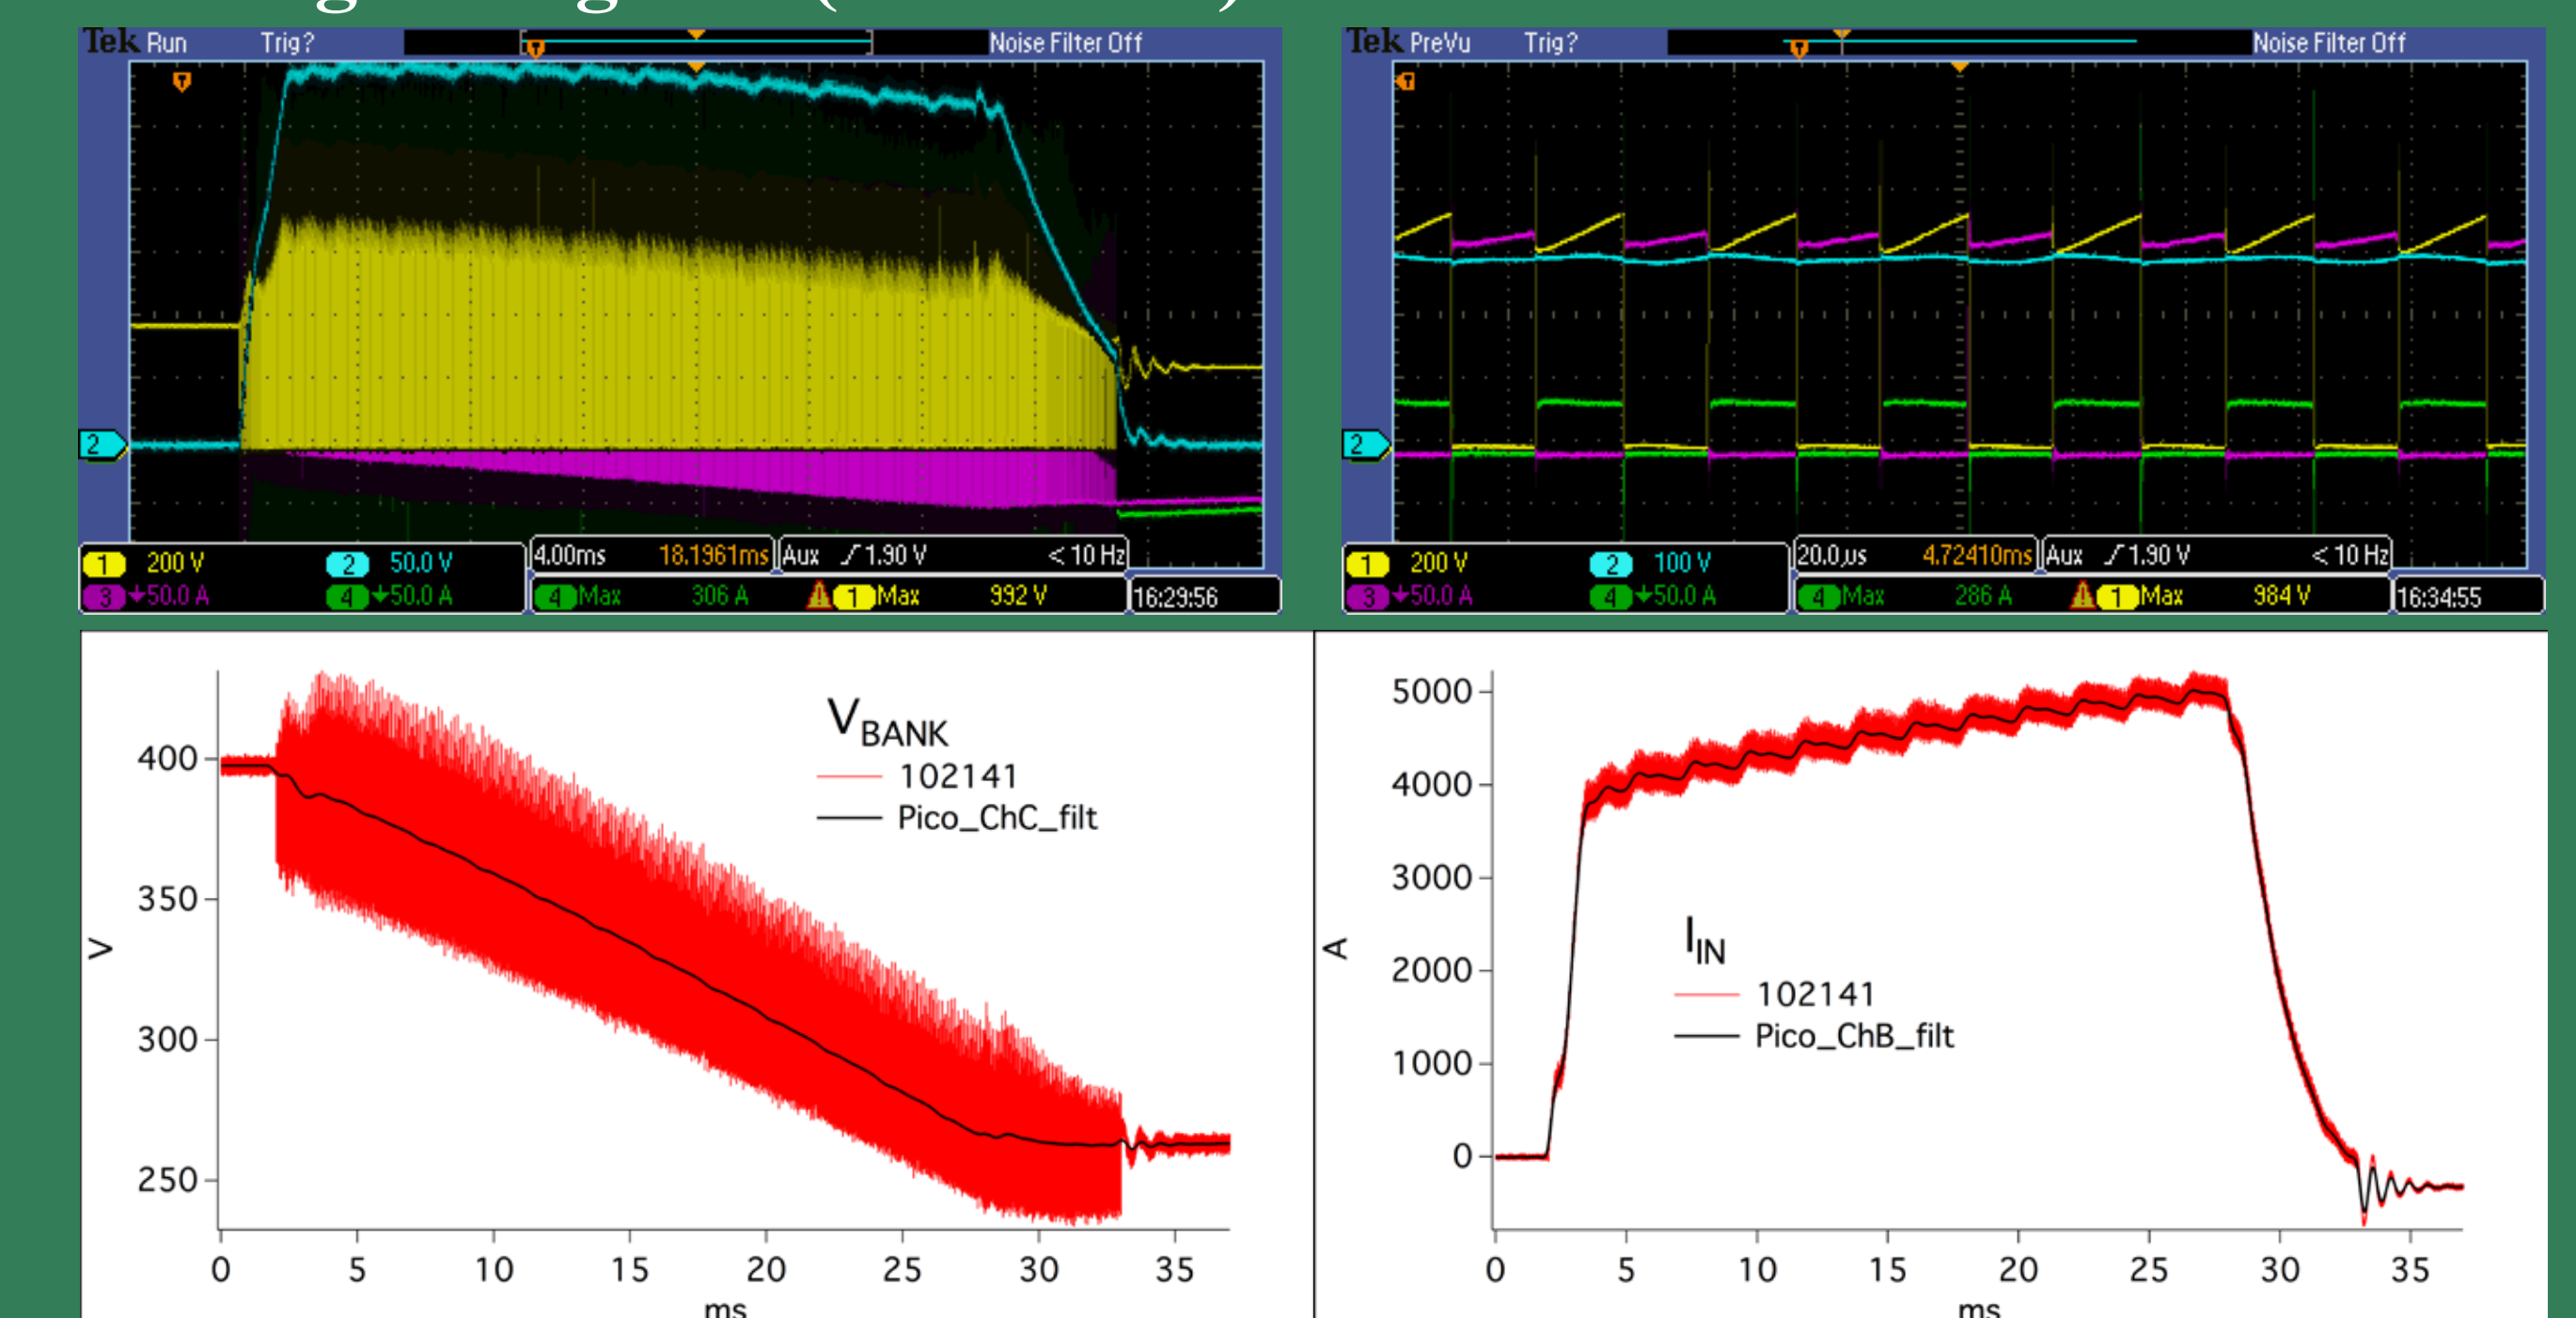 Tek Run Trig? Noise Filter Off
T
T
2
1 200 V 2 50.0 V
3 50.0 A 4 50.0 A
4.00ms 18.1961ms Aux 1.90 V < 10 Hz
4 Max 306 A 1 Max 992 V
16:29:56
Tek PreVu Trig? Noise Filter Off
T
T
2
1 200 V 2 100 V
3 50.0 A 4 50.0 A
20.0µs 4.72410ms Aux 1.90 V < 10 Hz
4 Max 286 A 1 Max 984 V
16:34:55
V
400
350
300
250
VBANK
102141
Pico_ChC_filt
0 5 10 15 20 25 30 35
ms
A
5000
4000
3000
2000
1000
0
IIN
102141
Pico_ChB_filt
0 5 10 15 20 25 30 35
ms